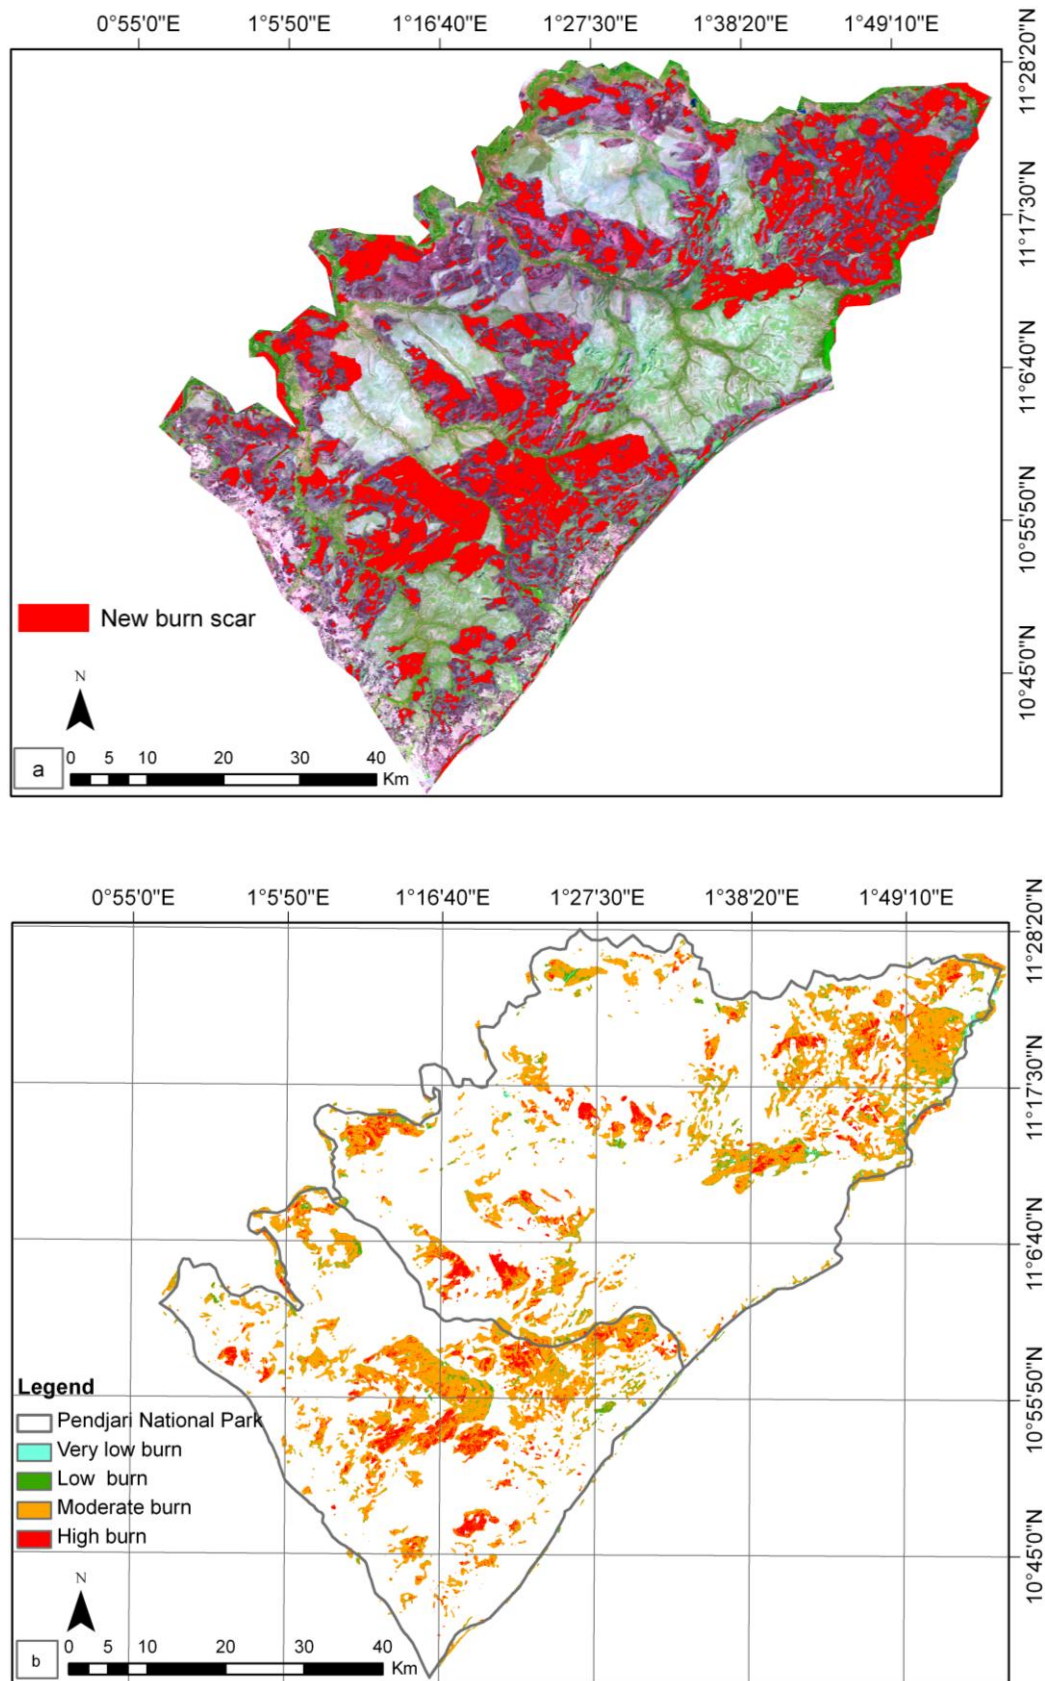 0°55'0"E 1°5'50"E 1°16'40"E 1°27'30"E 1°38'20"E 1°49'10"E
11°28'20"N
11°17'30"N
11°6'40"N
10°55'50"N
10°45'0"N
New burn scar
N
a
0 5 10 20 30 40
Km
0°55'0"E 1°5'50"E 1°16'40"E 1°27'30"E 1°38'20"E 1°49'10"E
11°28'20"N
11°17'30"N
11°6'40"N
10°55'50"N
10°45'0"N
Legend
Pendjari National Park
Very low burn
Low burn
Moderate burn
High burn
N
b
0 5 10 20 30 40
Km